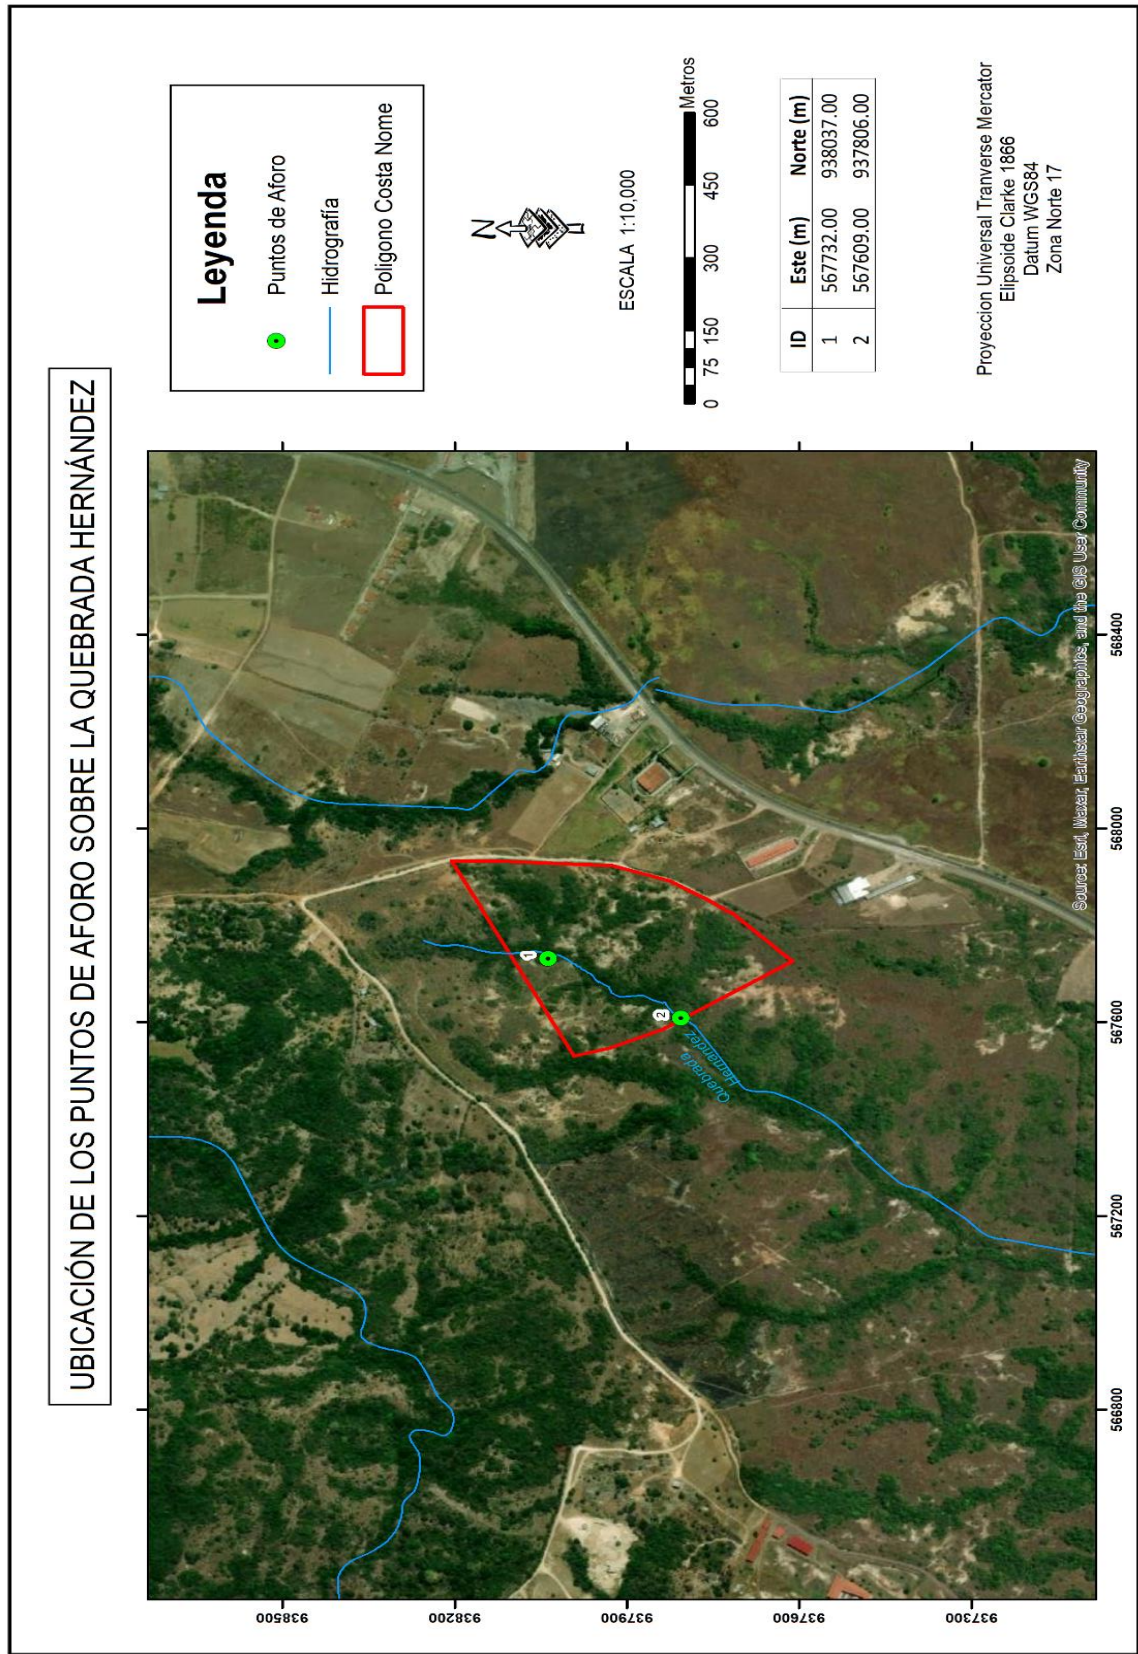 UBICACIÓN DE LOS PUNTOS DE AFORO SOBRE LA QUEBRADA HERNÁNDEZ
Leyenda
Puntos de Aforo
Hidrografía
Poligono Costa Nome
N
ESCALA 1:10,000
0 75 150 300 450 600
Metros
ID Este (m) Norte (m)
1 567732.00 938037.00
2 567609.00 937806.00
Proyeccion Universal Tranverse Mercator
Elipsoide Clarke 1866
Datum WGS84
Zona Norte 17
938500
938200
937900
937600
937300
1
2
Quebrada
Hernandez
Source: Esri, Maxar, Earthstar Geographics, and the GIS User Community
566800 567200 567600 568000 568400